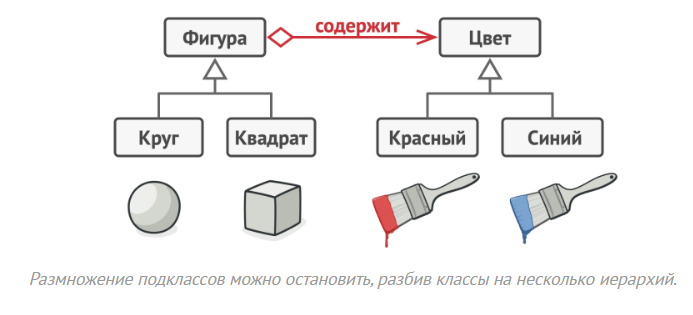 содержит
Фигура
Цвет
Круг
Квадрат
Красный
Синий
Размножение подклассов можно остановить, разбив классы на несколько иерархий.